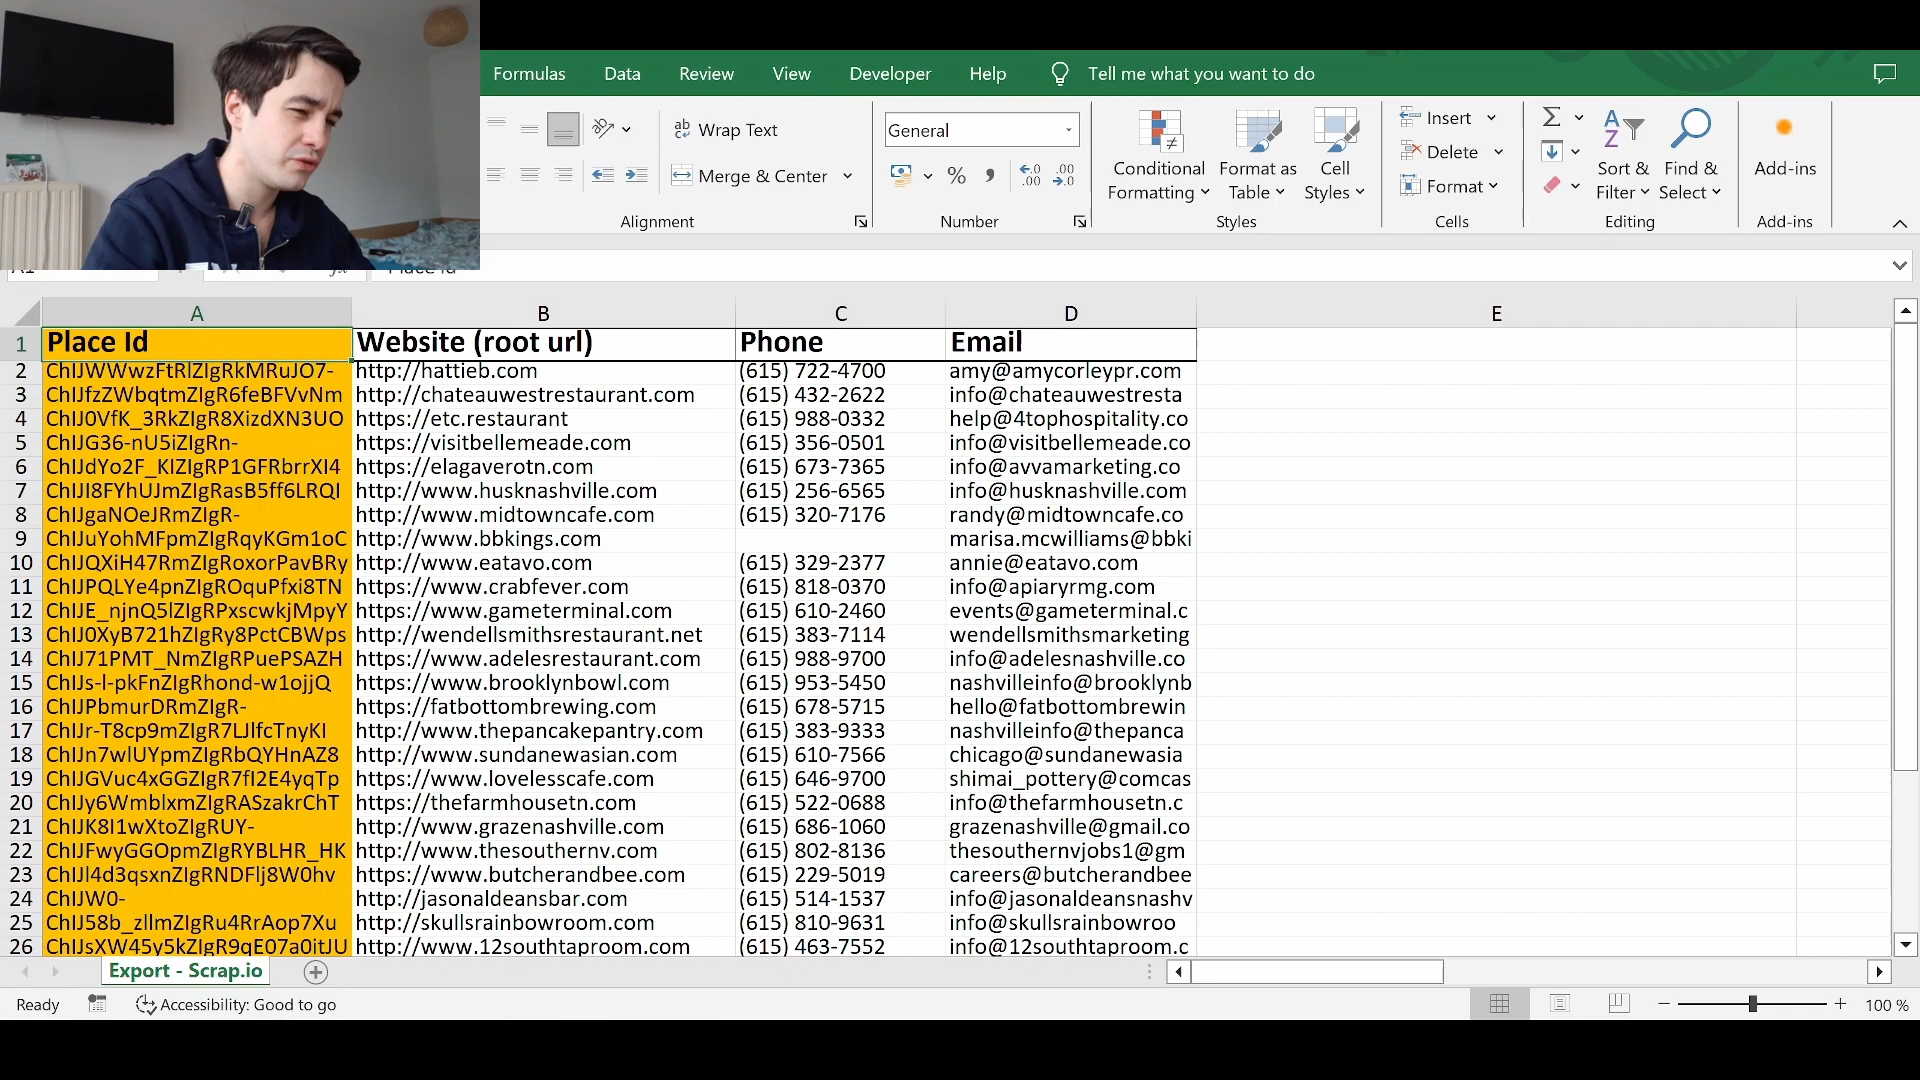 Formulas Data Review View Developer Help Tell me what you want to do
ab Wrap Text
General
Merge & Center
Conditional Formatting
Format as Table
Cell Styles
Insert
Delete
Format
Sort & Filter
Find & Select
Add-ins
Alignment Number Styles Cells Editing Add-ins
A B C D E
1 Place Id Website (root url) Phone Email
2 ChIJWWwzFtRlZIgRkMRuJO7- http://hattieb.com (615) 722-4700 amy@amycorleypr.com
3 ChIJfzZWbqtmZIgR6feBFVvNm http://chateauwestrestaurant.com (615) 432-2622 info@chateauwestresta
4 ChIJ0VfK_3RkZIgR8XizdXN3UO https://etc.restaurant (615) 988-0332 help@4tophospitality.co
5 ChIJG36-nU5iZIgRn- https://visitbellemeade.com (615) 356-0501 info@visitbellemeade.co
6 ChIJdYo2F_KIZIgRP1GFRbrrXI4 https://elagaverotn.com (615) 673-7365 info@avvamarketing.co
7 ChIJI8FYhUJmZIgRasB5ff6LRQI http://www.husknashville.com (615) 256-6565 info@husknashville.com
8 ChIJgaNOeJRmZIgR- http://www.midtowncafe.com (615) 320-7176 randy@midtowncafe.co
9 ChIJuYohMFpmZIgRqyKGm1oC http://www.bbkings.com marisa.mcwilliams@bbki
10 ChIJQXiH47RmZIgRoxorPavBRy http://www.eatavo.com (615) 329-2377 annie@eatavo.com
11 ChIJPQLYe4pnZIgROquPfxi8TN https://www.crabfever.com (615) 818-0370 info@apiaryrmg.com
12 ChIJE_njnQ5lZIgRPxscwkjMpyY https://www.gameterminal.com (615) 610-2460 events@gameterminal.c
13 ChIJ0XyB721hZIgRy8PctCBWps http://wendellsmithsrestaurant.net (615) 383-7114 wendellsmithsmarketing
14 ChIJ71PMT_NmZIgRPuePSAZH https://www.adelesrestaurant.com (615) 988-9700 info@adelesnashville.co
15 ChIJs-l-pkFnZIgRhond-w1ojjQ https://www.brooklynbowl.com (615) 953-5450 nashvilleinfo@brooklynb
16 ChIJPbmurDRmZIgR- https://fatbottombrewing.com (615) 678-5715 hello@fatbottombrewin
17 ChIJr-T8cp9mZIgR7LJlfcTnyKI http://www.thepancakepantry.com (615) 383-9333 nashvilleinfo@thepanca
18 ChIJn7wlUYpmZIgRbQYHnAZ8 http://www.sundanewasian.com (615) 610-7566 chicago@sundanewasia
19 ChIJGVuc4xGGZIgR7fI2E4yqTp https://www.lovelesscafe.com (615) 646-9700 shimai_pottery@comcas
20 ChIJy6WmblxmZIgRASzakrChT https://thefarmhousetn.com (615) 522-0688 info@thefarmhousetn.c
21 ChIJK8I1wXtoZIgRUY- http://www.grazenashville.com (615) 686-1060 grazenashville@gmail.co
22 ChIJFwyGGOpmZIgRYBLHR_HK http://www.thesouthernv.com (615) 802-8136 thesouthernvjobs1@gm
23 ChIJl4d3qsxnZIgRNDFlj8W0hv https://www.butcherandbee.com (615) 229-5019 careers@butcherandbee
24 ChIJW0- http://jasonaldeansbar.com (615) 514-1537 info@jasonaldeansnashv
25 ChIJ58b_zllmZIgRu4RrAop7Xu http://skullsrainbowroom.com (615) 810-9631 info@skullsrainbowroo
26 ChIJsXW45y5kZIgR9qE07a0itJU http://www.12southtaproom.com (615) 463-7552 info@12southtaproom.c
Export - Scrap.io
Ready Accessibility: Good to go 100 %